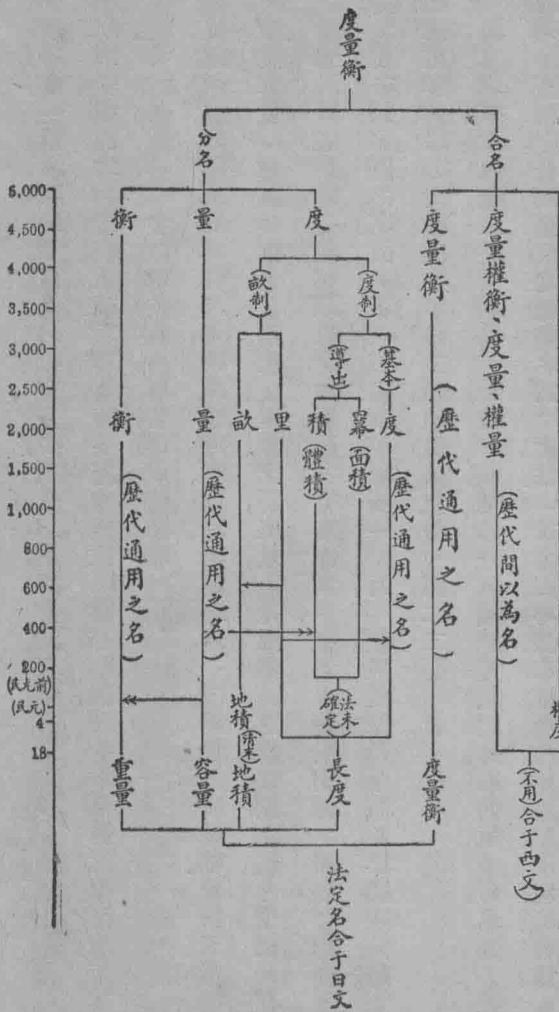 度量衡
合名
分名
度量權衡、度量、權量
(歷代間以為名)
(不用)合于西文
度量衡
(歷代通用之名)
度量衡
度
(度制)
(畝制)
(基本)
(導出)
度
(歷代通用之名)
冪(面積)
積(體積)
里
畝
(法未確定)
長度
地積
(清末)
地積
量
量
(歷代通用之名)
容量
衡
衡
(歷代通用之名)
重量
法定名合于日文
5,000
4,500
4,000
3,500
3,000
2,500
2,000
1,500
1,000
800
600
400
200
(民元前)
(民元)
4
18